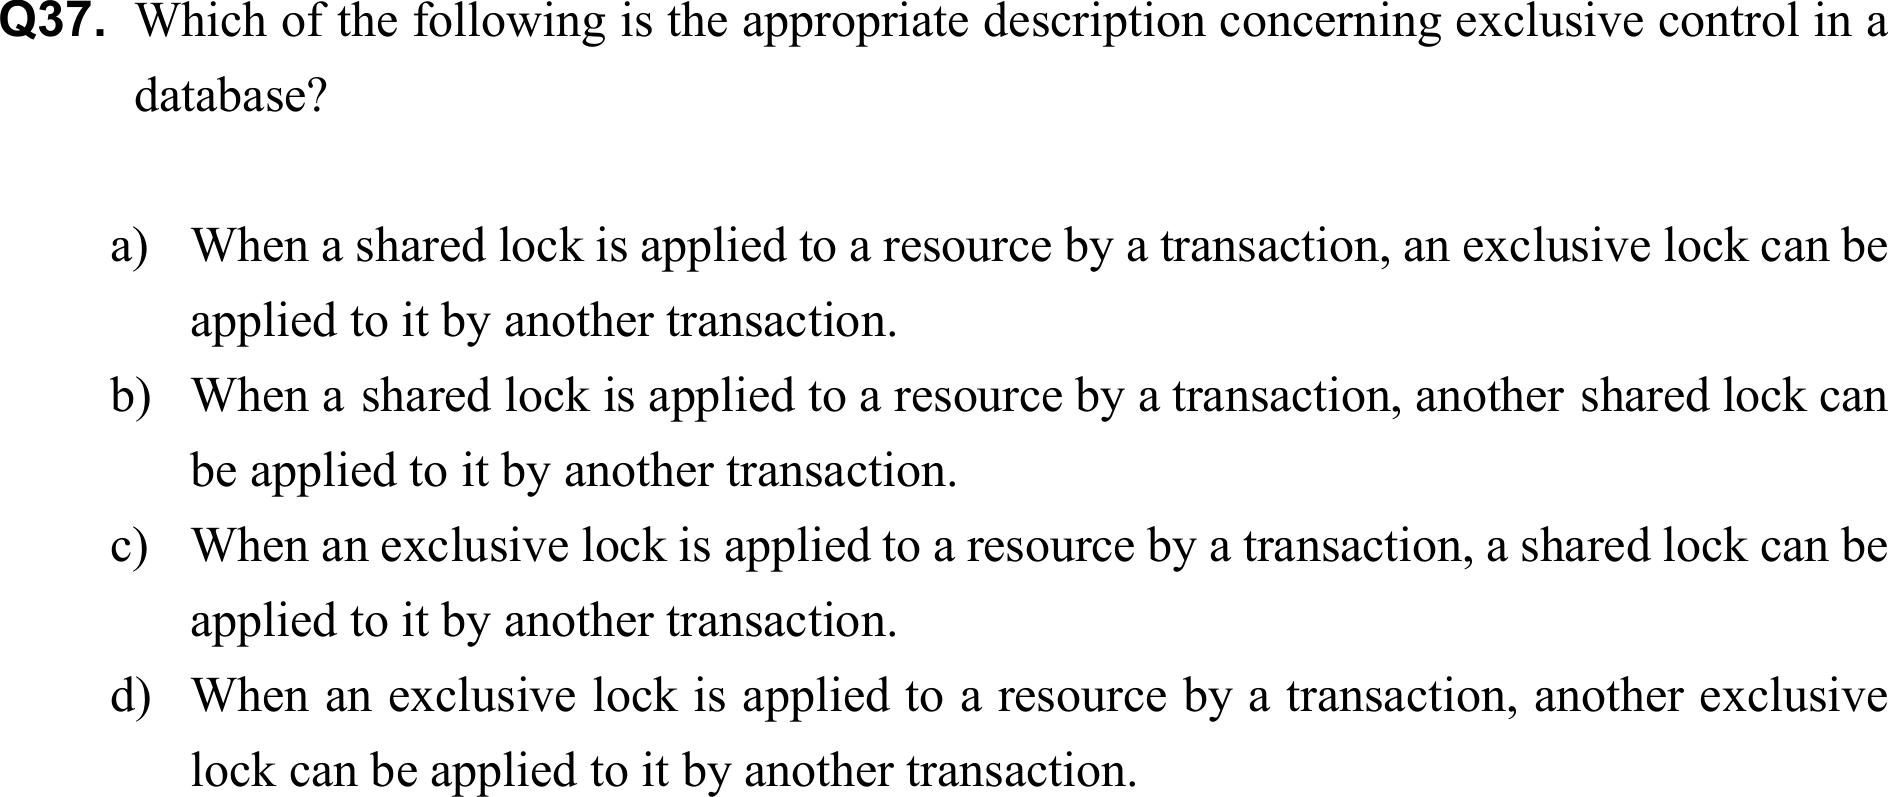 Q37. Which of the following is the appropriate description concerning exclusive control in a
database?
a) When a shared lock is applied to a resource by a transaction, an exclusive lock can be
applied to it by another transaction.
b) When a shared lock is applied to a resource by a transaction, another shared lock can
be applied to it by another transaction.
c) When an exclusive lock is applied to a resource by a transaction, a shared lock can be
applied to it by another transaction.
d) When an exclusive lock is applied to a resource by a transaction, another exclusive
lock can be applied to it by another transaction.